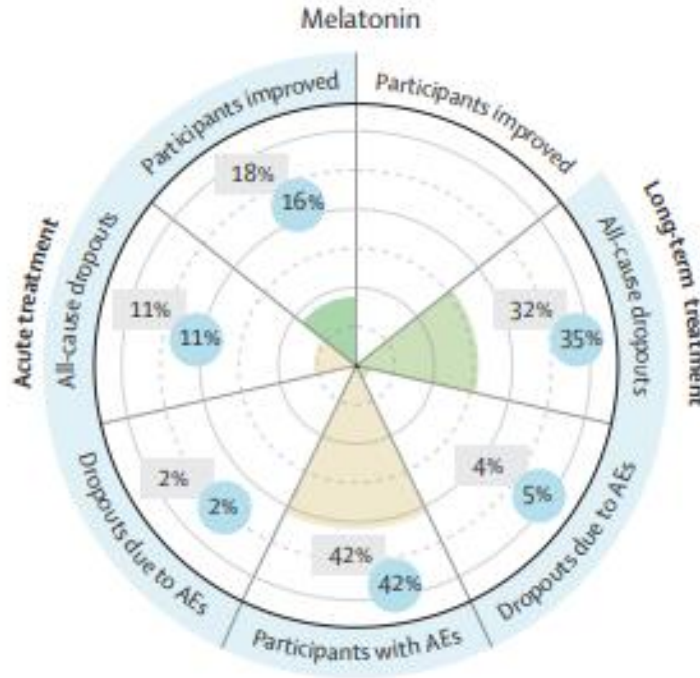 Melatonin
Participants improved
Participants improved
18%
16%
Acute treatment
All-cause dropouts
11%
11%
Long-term treatment
All-cause dropouts
32%
35%
Dropouts due to AEs
2%
2%
4%
5%
Dropouts due to AEs
42%
42%
Participants with AEs